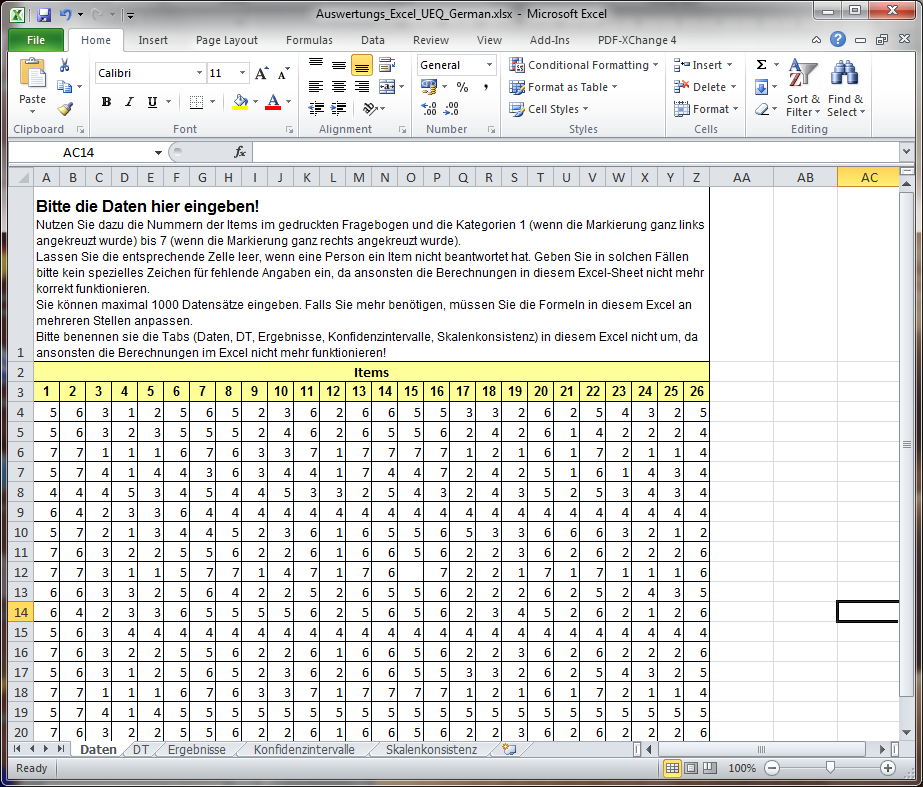 Auswertungs_Excel_UEQ_German.xlsx - Microsoft Excel
File Home Insert Page Layout Formulas Data Review View Add-Ins PDF-XChange 4
Calibri 11 General Conditional Formatting Insert Σ
Paste B I U % , Format as Table Delete Sort & Filter Find & Select
Cell Styles Format
Clipboard Font Alignment Number Styles Cells Editing
AC14 fx
A B C D E F G H I J K L M N O P Q R S T U V W X Y Z AA AB AC
Bitte die Daten hier eingeben!
Nutzen Sie dazu die Nummern der Items im gedruckten Fragebogen und die Kategorien 1 (wenn die Markierung ganz links
angekreuzt wurde) bis 7 (wenn die Markierung ganz rechts angekreuzt wurde).
Lassen Sie die entsprechende Zelle leer, wenn eine Person ein Item nicht beantwortet hat. Geben Sie in solchen Fällen
bitte kein spezielles Zeichen für fehlende Angaben ein, da ansonsten die Berechnungen in diesem Excel-Sheet nicht mehr
korrekt funktionieren.
Sie können maximal 1000 Datensätze eingeben. Falls Sie mehr benötigen, müssen Sie die Formeln in diesem Excel an
mehreren Stellen anpassen.
Bitte benennen sie die Tabs (Daten, DT, Ergebnisse, Konfidenzintervalle, Skalenkonsistenz) in diesem Excel nicht um, da
1 ansonsten die Berechnungen im Excel nicht mehr funktionieren!
2 Items
3 1 2 3 4 5 6 7 8 9 10 11 12 13 14 15 16 17 18 19 20 21 22 23 24 25 26
4 5 6 3 1 2 5 6 5 2 3 6 2 6 6 5 5 3 3 2 6 2 5 4 3 2 5
5 5 6 3 2 3 5 5 5 2 4 6 2 6 5 5 6 2 4 2 6 1 4 2 2 2 4
6 7 7 1 1 1 6 7 6 3 3 7 1 7 7 7 7 1 2 1 6 1 7 2 1 1 4
7 5 7 4 1 4 4 3 6 3 4 4 1 7 4 4 7 2 4 2 5 1 6 1 4 3 4
8 4 4 4 5 3 4 5 4 4 5 3 3 2 5 4 3 2 4 3 5 2 5 3 4 3 4
9 6 4 2 3 3 6 4 4 4 4 4 4 4 4 4 4 4 4 4 4 4 4 4 4 4 4
10 5 7 2 1 3 4 4 5 2 3 6 1 6 5 5 6 5 3 3 6 6 6 3 2 1 2
11 7 6 3 2 2 5 5 6 2 2 6 1 6 6 5 6 2 2 3 6 2 6 2 2 2 6
12 7 7 3 1 1 5 7 7 1 4 7 1 7 6 7 2 2 1 7 1 7 1 1 1 6
13 6 6 3 3 2 5 6 4 2 2 5 2 6 5 5 6 2 2 2 6 2 5 2 4 3 5
14 6 4 2 3 3 6 5 5 5 5 6 2 5 6 5 6 2 3 4 5 2 6 2 1 2 6
15 5 6 3 4 4 4 4 4 4 4 4 4 4 4 4 4 4 4 4 4 4 4 4 4 4 4
16 7 6 3 2 2 5 5 6 2 2 6 1 6 6 5 6 2 2 3 6 2 6 2 2 2 6
17 5 6 3 1 2 5 6 5 2 3 6 2 6 6 5 5 3 3 2 6 2 5 4 3 2 5
18 7 7 1 1 1 6 7 6 3 3 7 1 7 7 7 7 1 2 1 6 1 7 2 1 1 4
19 5 7 4 1 4 5 5 5 5 5 5 5 5 5 5 5 5 5 5 5 5 5 5 5 5 5
20 7 6 3 2 2 5 5 6 2 2 6 1 6 6 5 6 2 2 3 6 2 6 2 2 2 6
Daten DT Ergebnisse Konfidenzintervalle Skalenkonsistenz
Ready 100%